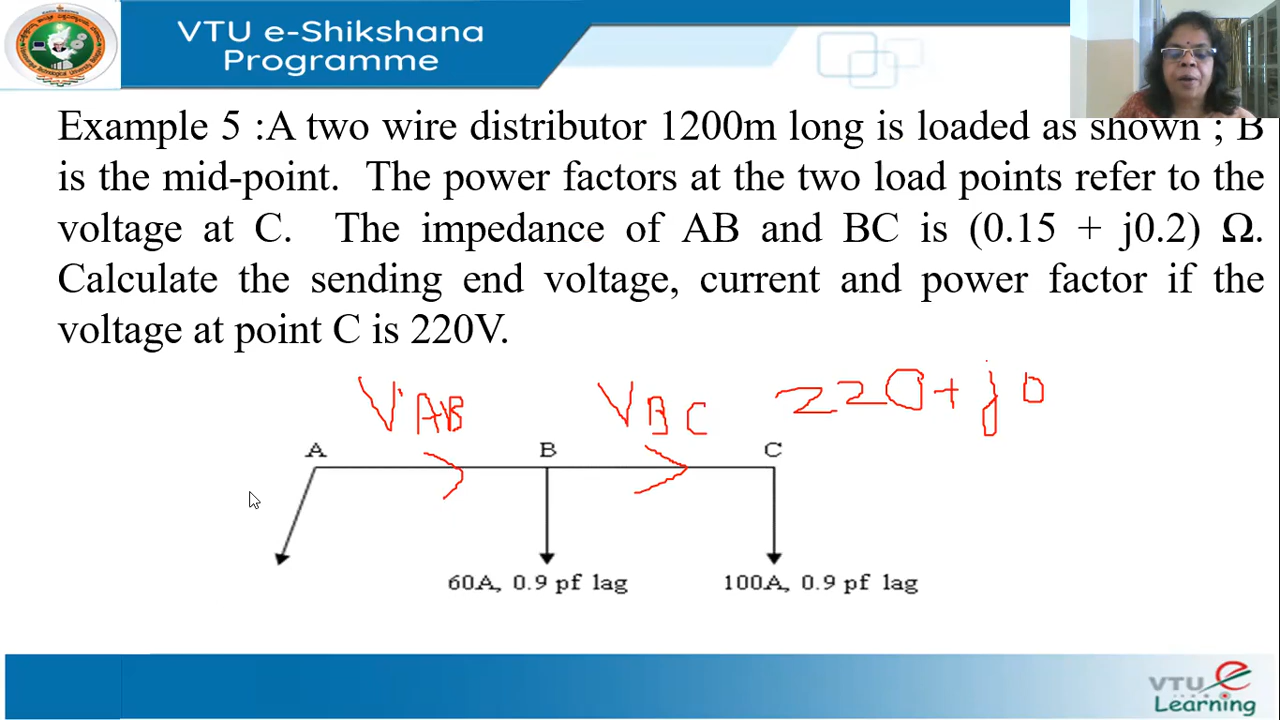 VTU e-Shikshana
Programme
Example 5 :A two wire distributor 1200m long is loaded as shown ; B
is the mid-point. The power factors at the two load points refer to the
voltage at C. The impedance of AB and BC is (0.15 + j0.2) Ω.
Calculate the sending end voltage, current and power factor if the
voltage at point C is 220V.
VAB VBC 220+j0
A B C
60A, 0.9 pf lag 100A, 0.9 pf lag
VTU e
Learning